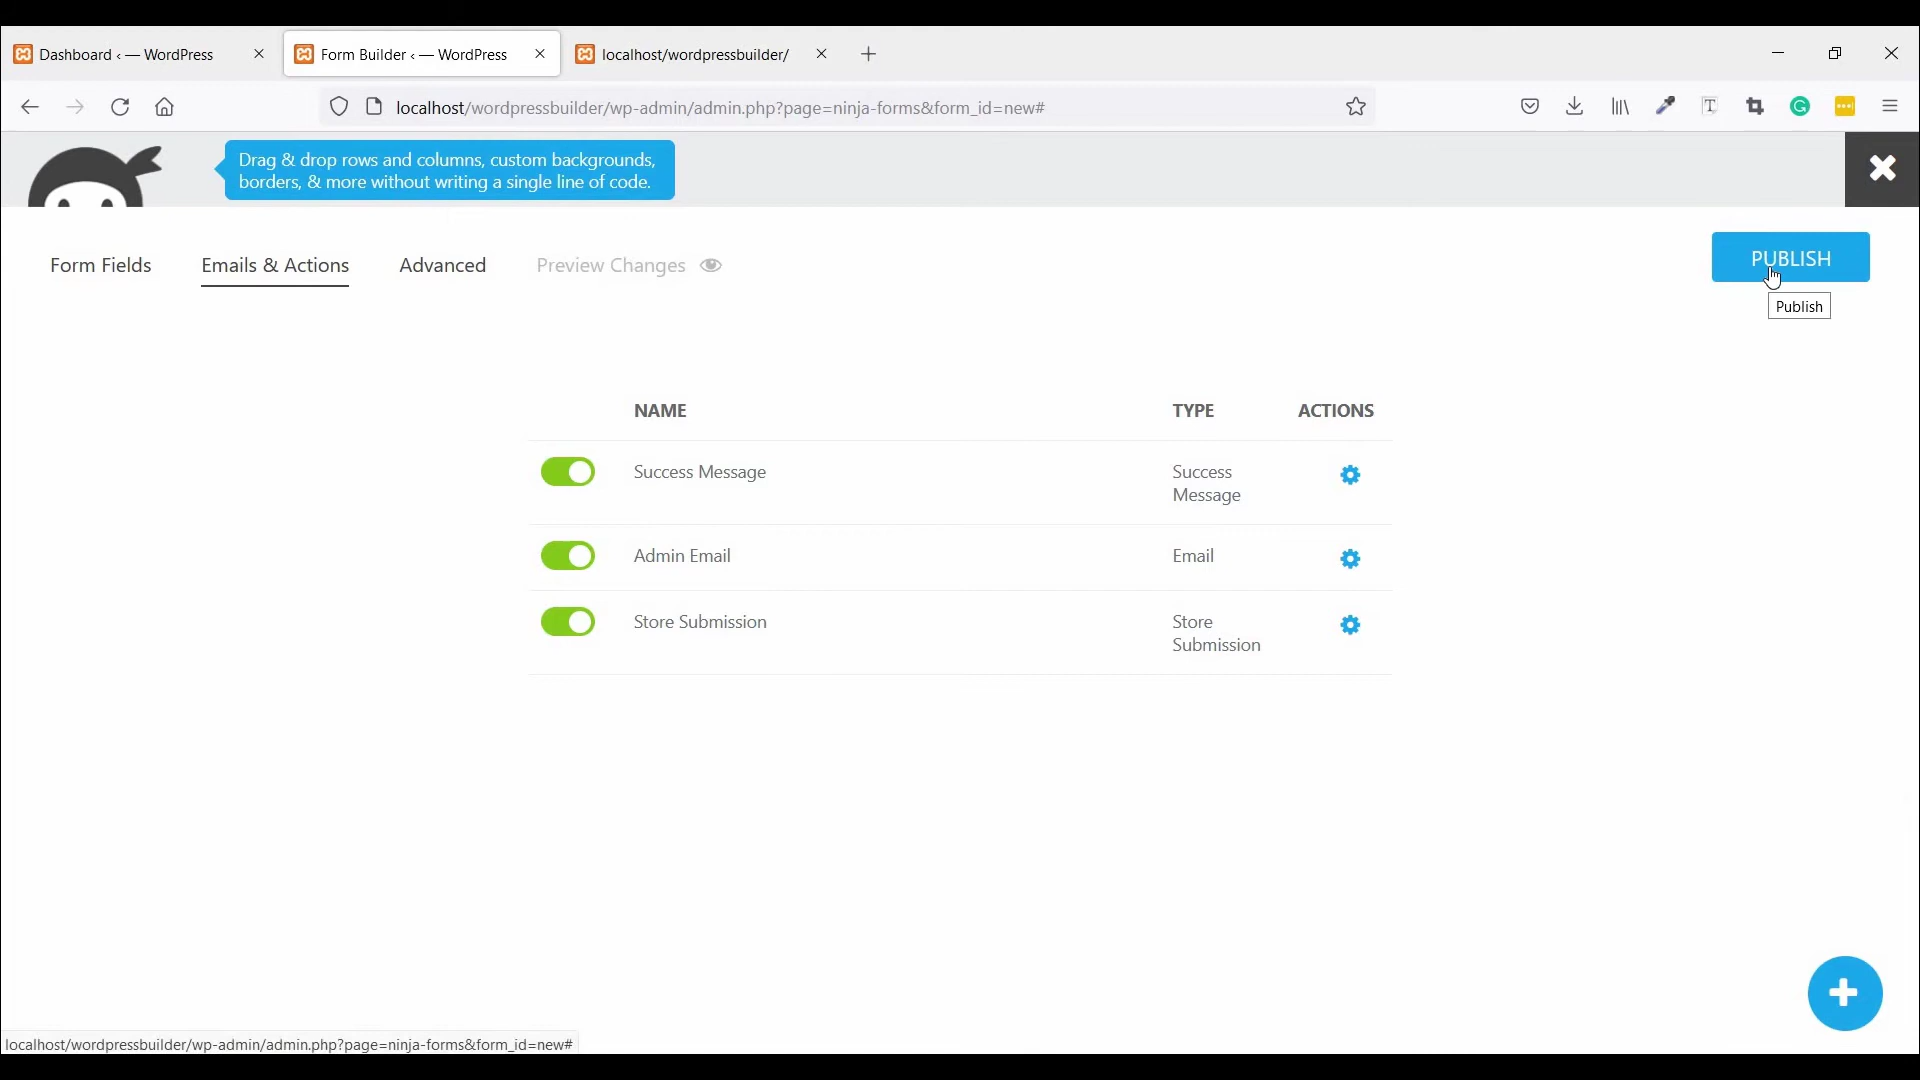 Dashboard ‹ — WordPress
Form Builder ‹ — WordPress
localhost/wordpressbuilder/
localhost/wordpressbuilder/wp-admin/admin.php?page=ninja-forms&form_id=new#
Drag & drop rows and columns, custom backgrounds,
borders, & more without writing a single line of code.
Form Fields
Emails & Actions
Advanced
Preview Changes
PUBLISH
Publish
NAME
TYPE
ACTIONS
Success Message
Success
Message
Admin Email
Email
Store Submission
Store
Submission
localhost/wordpressbuilder/wp-admin/admin.php?page=ninja-forms&form_id=new#